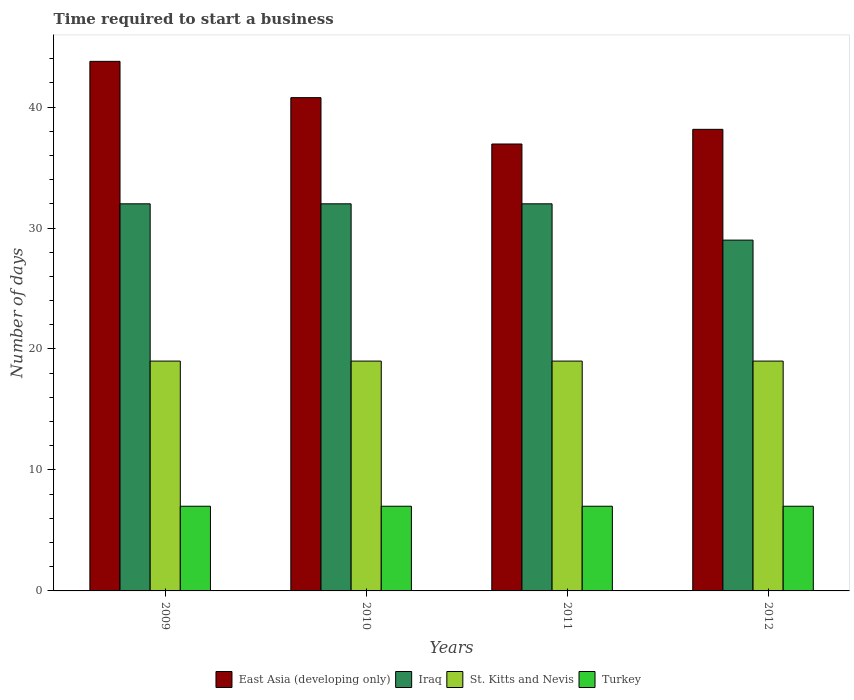 Time required to start a business
Number of days
40
30
20
10
0
2009
2010
2011
2012
Years
East Asia (developing only)
Iraq
St. Kitts and Nevis
Turkey